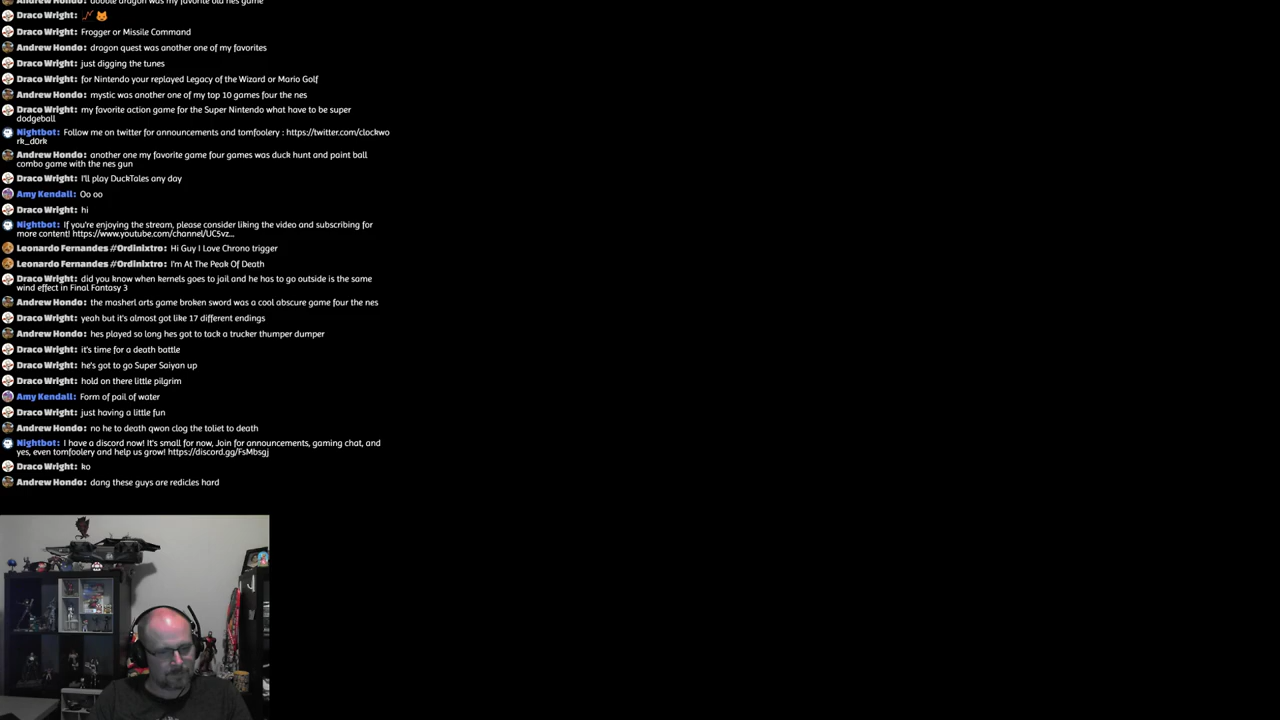 Andrew Hondo: double dragon was my favorite old nes game
Draco Wright:
Draco Wright: Frogger or Missile Command
Andrew Hondo: dragon quest was another one of my favorites
Draco Wright: just digging the tunes
Draco Wright: for Nintendo your replayed Legacy of the Wizard or Mario Golf
Andrew Hondo: mystic was another one of my top 10 games four the nes
Draco Wright: my favorite action game for the Super Nintendo what have to be super
dodgeball
Nightbot: Follow me on twitter for announcements and tomfoolery : https://twitter.com/clockwo
rk_d0rk
Andrew Hondo: another one my favorite game four games was duck hunt and paint ball
combo game with the nes gun
Draco Wright: I'll play DuckTales any day
Amy Kendall: Oo oo
Draco Wright: hi
Nightbot: If you're enjoying the stream, please consider liking the video and subscribing for
more content! https://www.youtube.com/channel/UC5vz...
Leonardo Fernandes #Ordinixtro: Hi Guy I Love Chrono trigger
Leonardo Fernandes #Ordinixtro: I'm At The Peak Of Death
Draco Wright: did you know when kernels goes to jail and he has to go outside is the same
wind effect in Final Fantasy 3
Andrew Hondo: the masherl arts game broken sword was a cool abscure game four the nes
Draco Wright: yeah but it's almost got like 17 different endings
Andrew Hondo: hes played so long hes got to tack a trucker thumper dumper
Draco Wright: it's time for a death battle
Draco Wright: he's got to go Super Saiyan up
Draco Wright: hold on there little pilgrim
Amy Kendall: Form of pail of water
Draco Wright: just having a little fun
Andrew Hondo: no he to death qwon clog the toliet to death
Nightbot: I have a discord now! It's small for now, Join for announcements, gaming chat, and
yes, even tomfoolery and help us grow! https://discord.gg/FsMbsgj
Draco Wright: ko
Andrew Hondo: dang these guys are redicles hard